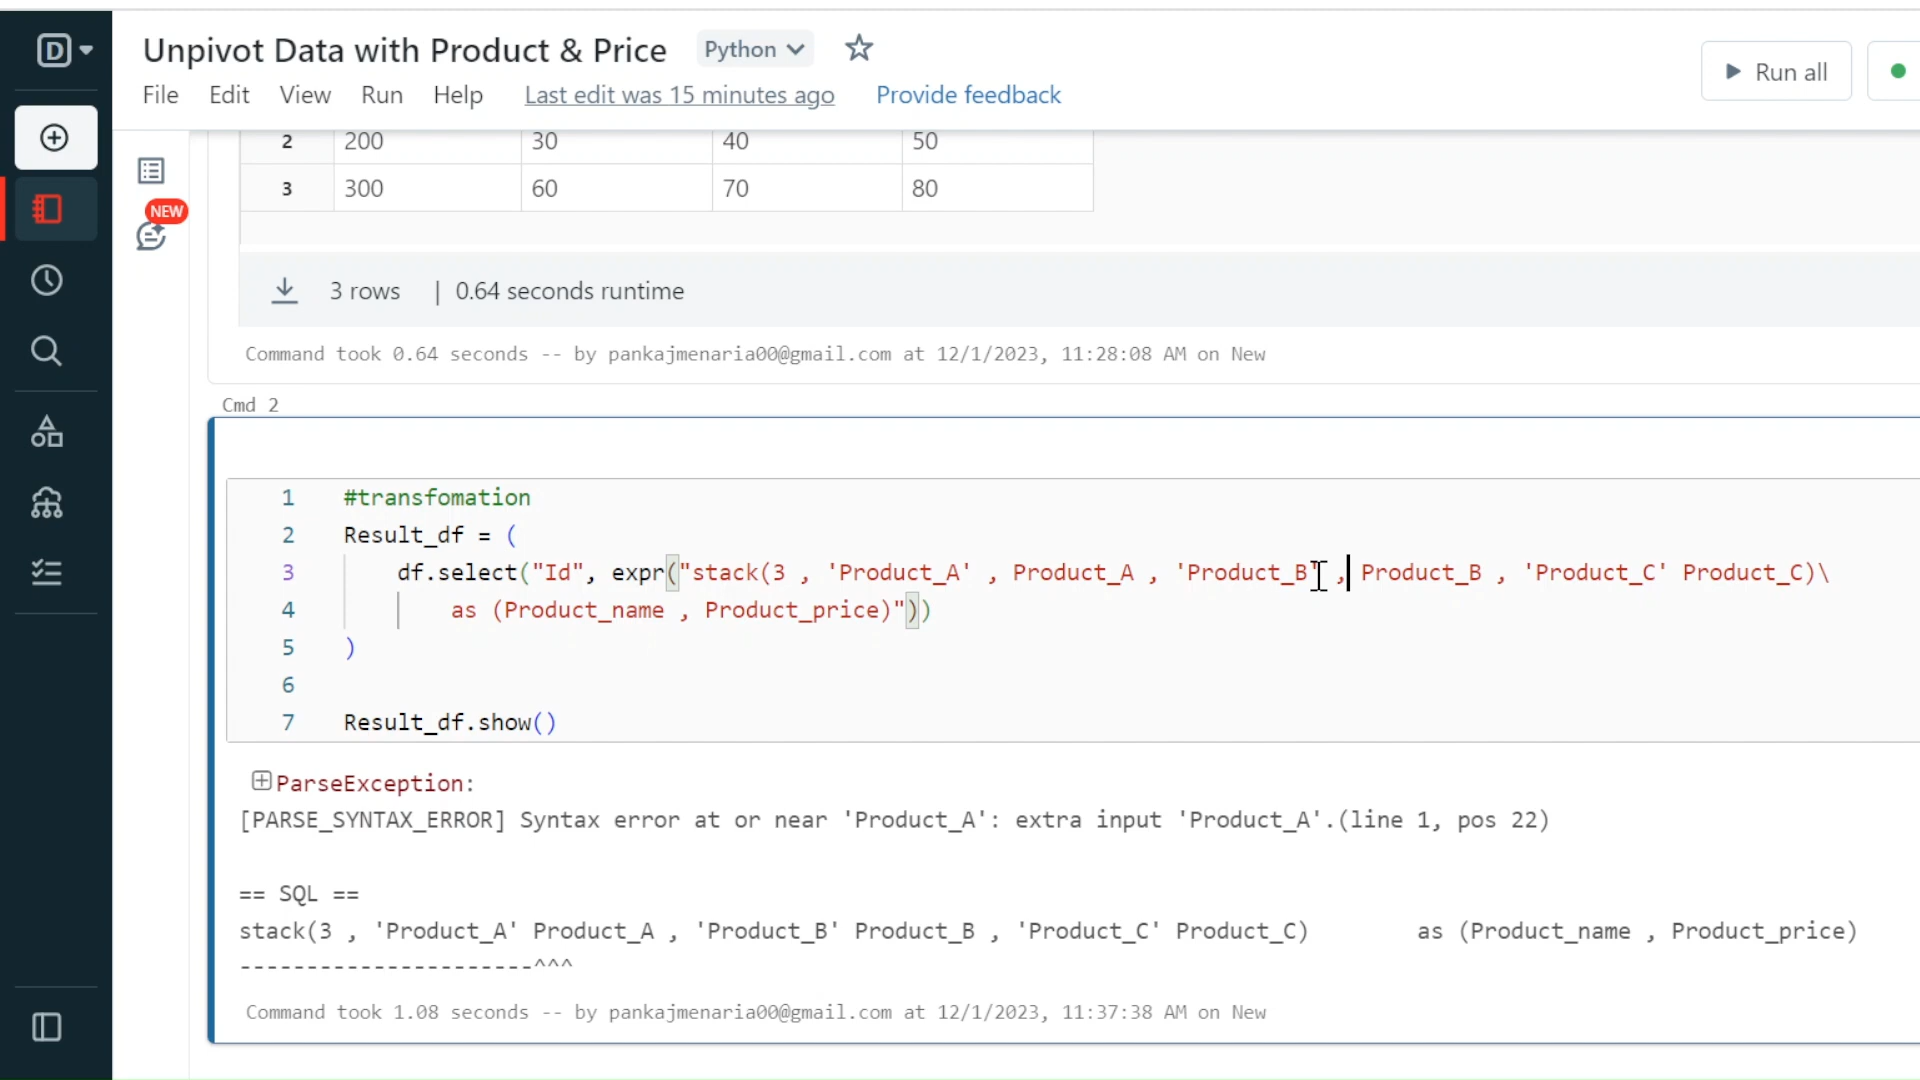 D
Unpivot Data with Product & Price Python
Run all
File Edit View Run Help Last edit was 15 minutes ago Provide feedback
2 200 30 40 50
3 300 60 70 80
NEW
3 rows | 0.64 seconds runtime
Command took 0.64 seconds -- by pankajmenaria00@gmail.com at 12/1/2023, 11:28:08 AM on New
Cmd 2
1 #transfomation
2 Result_df = (
3 df.select("Id", expr("stack(3 , 'Product_A' , Product_A , 'Product_B' , Product_B , 'Product_C' Product_C)\
4 as (Product_name , Product_price)"))
5 )
6
7 Result_df.show()
ParseException:
[PARSE_SYNTAX_ERROR] Syntax error at or near 'Product_A': extra input 'Product_A'.(line 1, pos 22)
== SQL ==
stack(3 , 'Product_A' Product_A , 'Product_B' Product_B , 'Product_C' Product_C) as (Product_name , Product_price)
----------------------^^^
Command took 1.08 seconds -- by pankajmenaria00@gmail.com at 12/1/2023, 11:37:38 AM on New